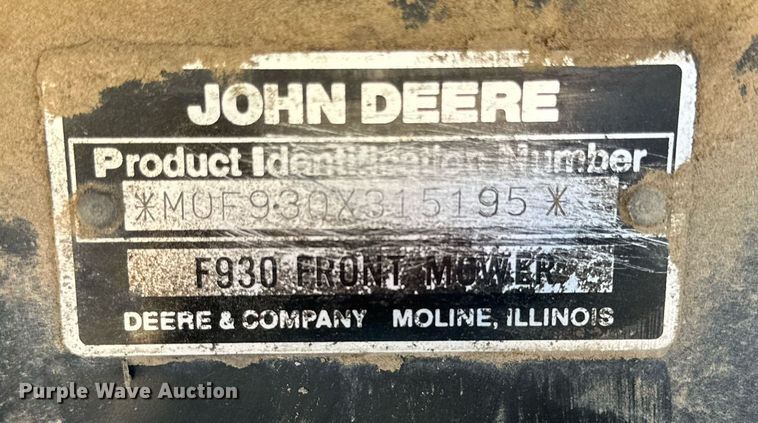 JOHN DEERE
Product Identification Number
*M0F930X315195*
F930 FRONT MOWER
DEERE & COMPANY MOLINE, ILLINOIS
Purple Wave Auction